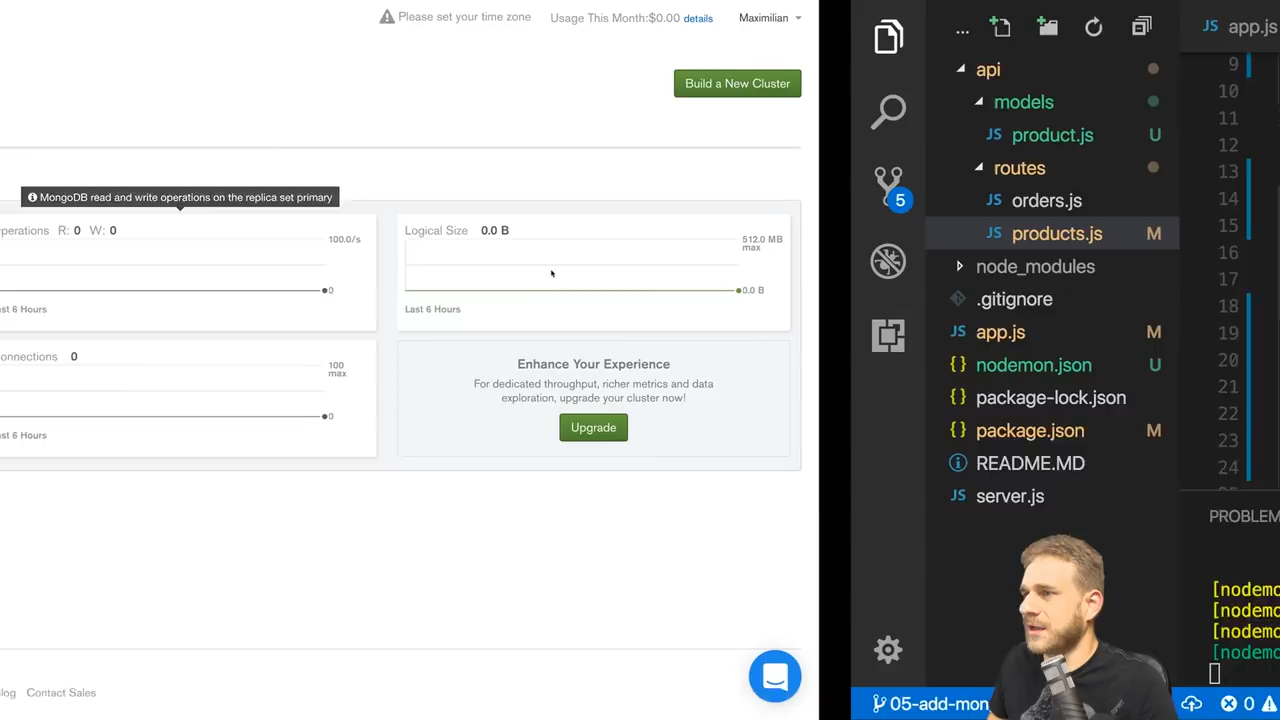 Please set your time zone
Usage This Month:$0.00 details
Maximilian
Build a New Cluster
MongoDB read and write operations on the replica set primary
perations R: 0 W: 0
100.0/s
0
st 6 Hours
Logical Size 0.0 B
512.0 MB
max
0.0 B
Last 6 Hours
onnections 0
100
max
0
st 6 Hours
Enhance Your Experience
For dedicated throughput, richer metrics and data
exploration, upgrade your cluster now!
Upgrade
log Contact Sales
5
...
api
models
JS product.js U
routes
JS orders.js
JS products.js M
node_modules
.gitignore
JS app.js M
{} nodemon.json U
{} package-lock.json
{} package.json M
README.MD
JS server.js
05-add-mon
0
JS app.js
9
10
11
12
13
14
15
16
17
18
19
20
21
22
23
24
PROBLEM
[nodemo
[nodemo
[nodemo
[nodemo